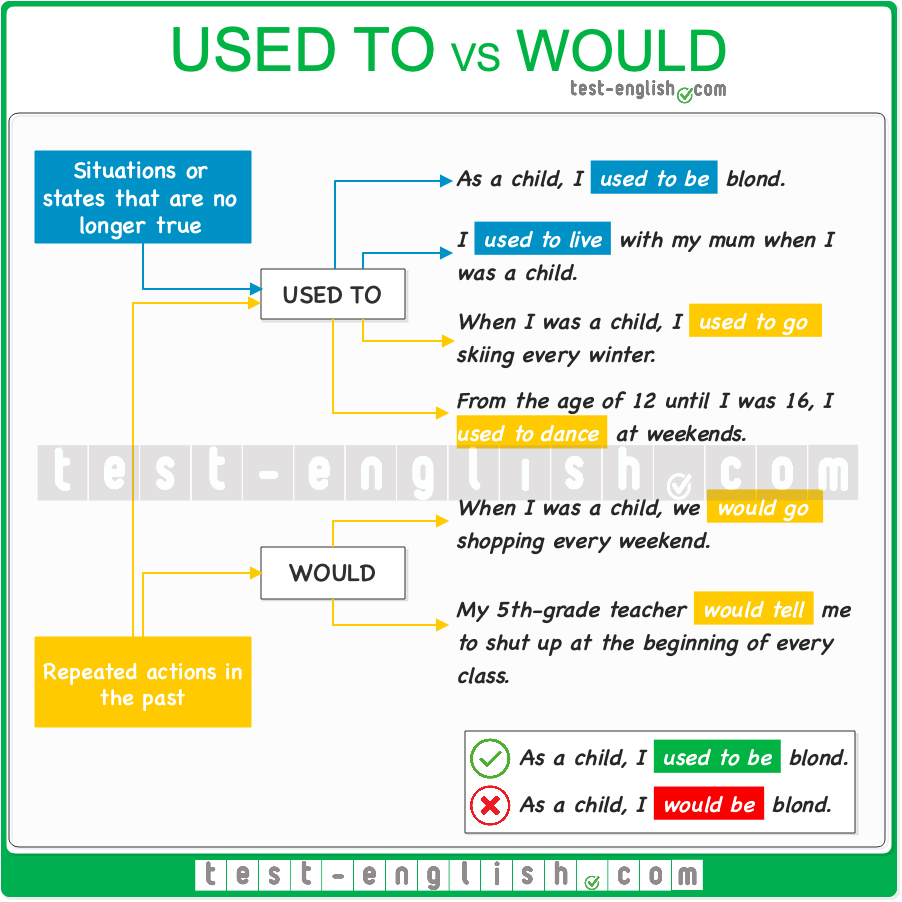 USED TO vs WOULD
test-english.com
Situations or
states that are no
longer true
USED TO
As a child, I used to be blond.
I used to live with my mum when I
was a child.
When I was a child, I used to go
skiing every winter.
From the age of 12 until I was 16, I
used to dance at weekends.
test-english.com
WOULD
When I was a child, we would go
shopping every weekend.
My 5th-grade teacher would tell me
to shut up at the beginning of every
class.
Repeated actions in
the past
As a child, I used to be blond.
As a child, I would be blond.
test-english.com